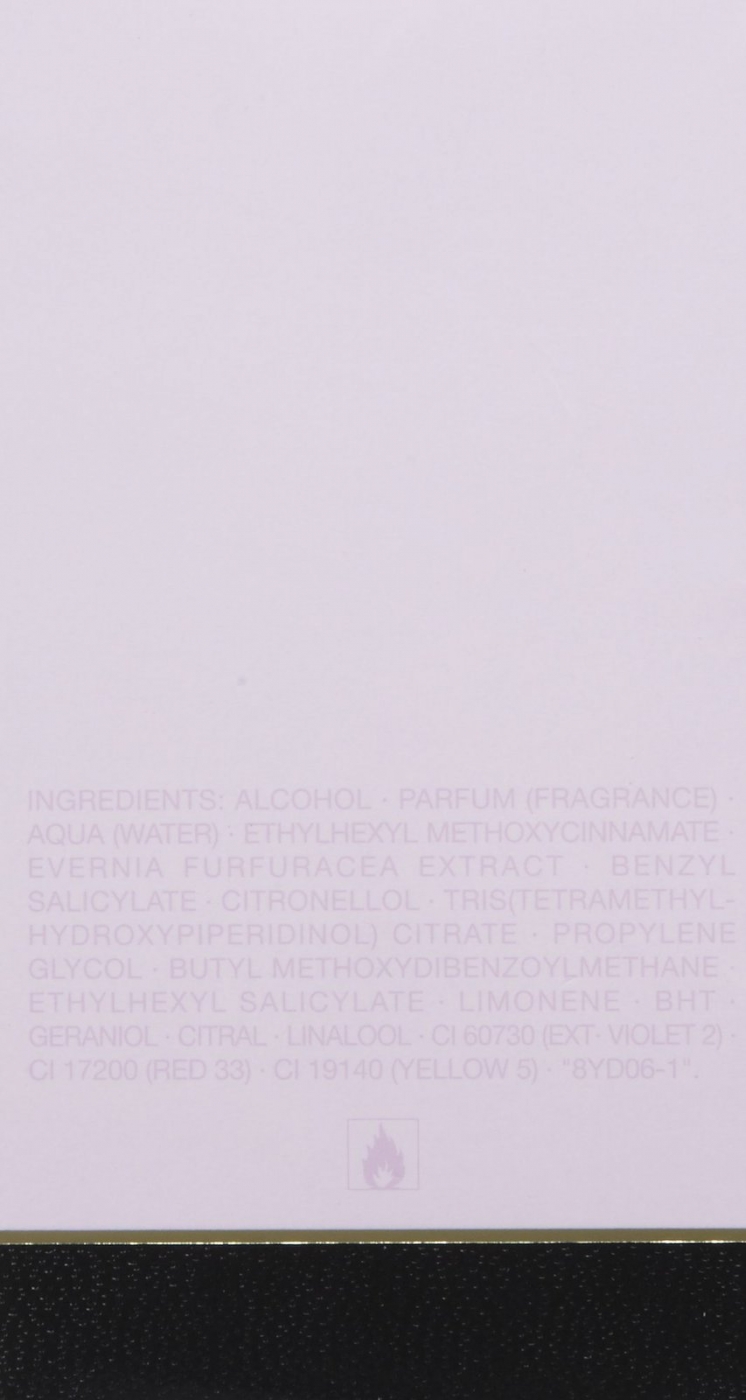 INGREDIENTS: ALCOHOL · PARFUM (FRAGRANCE) ·
AQUA (WATER) · ETHYLHEXYL METHOXYCINNAMATE ·
EVERNIA FURFURACEA EXTRACT · BENZYL
SALICYLATE · CITRONELLOL · TRIS(TETRAMETHYL-
HYDROXYPIPERIDINOL) CITRATE · PROPYLENE
GLYCOL · BUTYL METHOXYDIBENZOYLMETHANE ·
ETHYLHEXYL SALICYLATE · LIMONENE · BHT ·
GERANIOL · CITRAL · LINALOOL · CI 60730 (EXT· VIOLET 2) ·
CI 17200 (RED 33) · CI 19140 (YELLOW 5) · "8YD06-1".